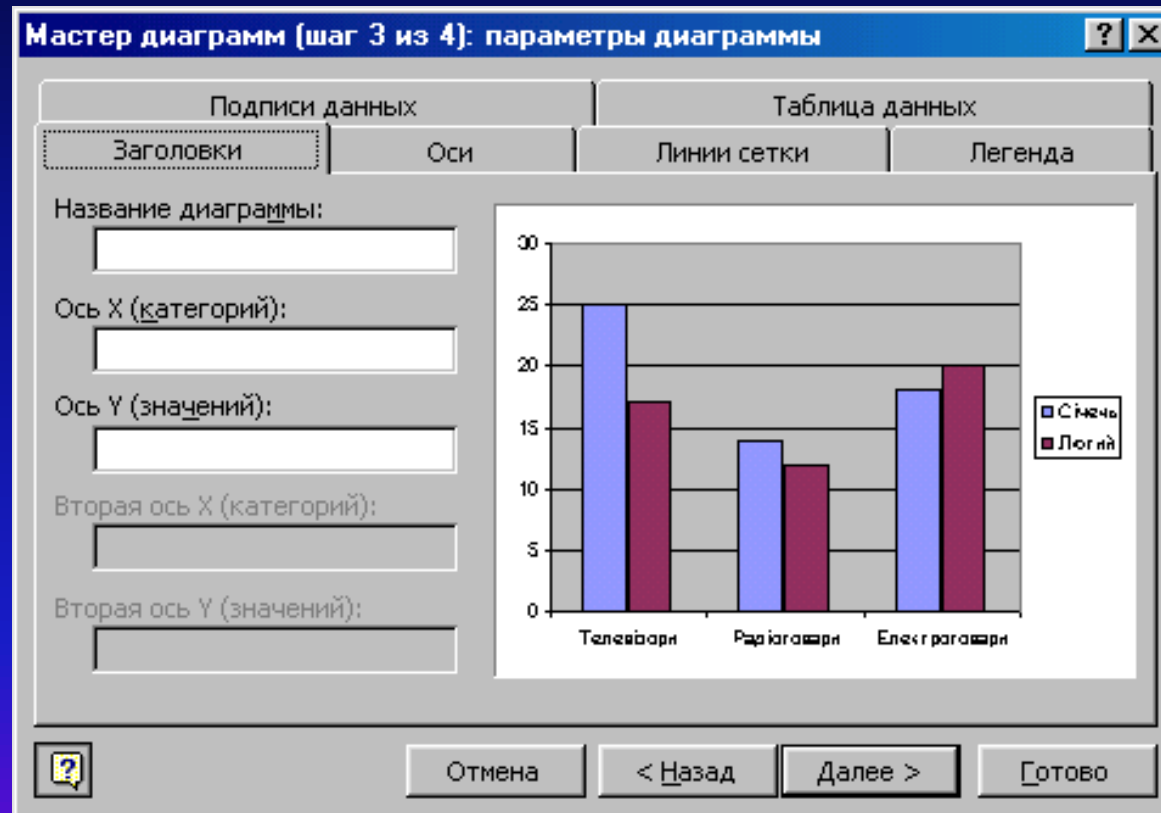 Мастер диаграмм (шаг 3 из 4): параметры диаграммы
Подписи данных Таблица данных
Заголовки Оси Линии сетки Легенда
Название диаграммы:
Ось X (категорий):
Ось Y (значений):
Вторая ось X (категорий):
Вторая ось Y (значений):
30
25
20
15
10
5
0
Телевізори Радіотовари Електротовари
Січень
Лютий
Отмена < Назад Далее > Готово